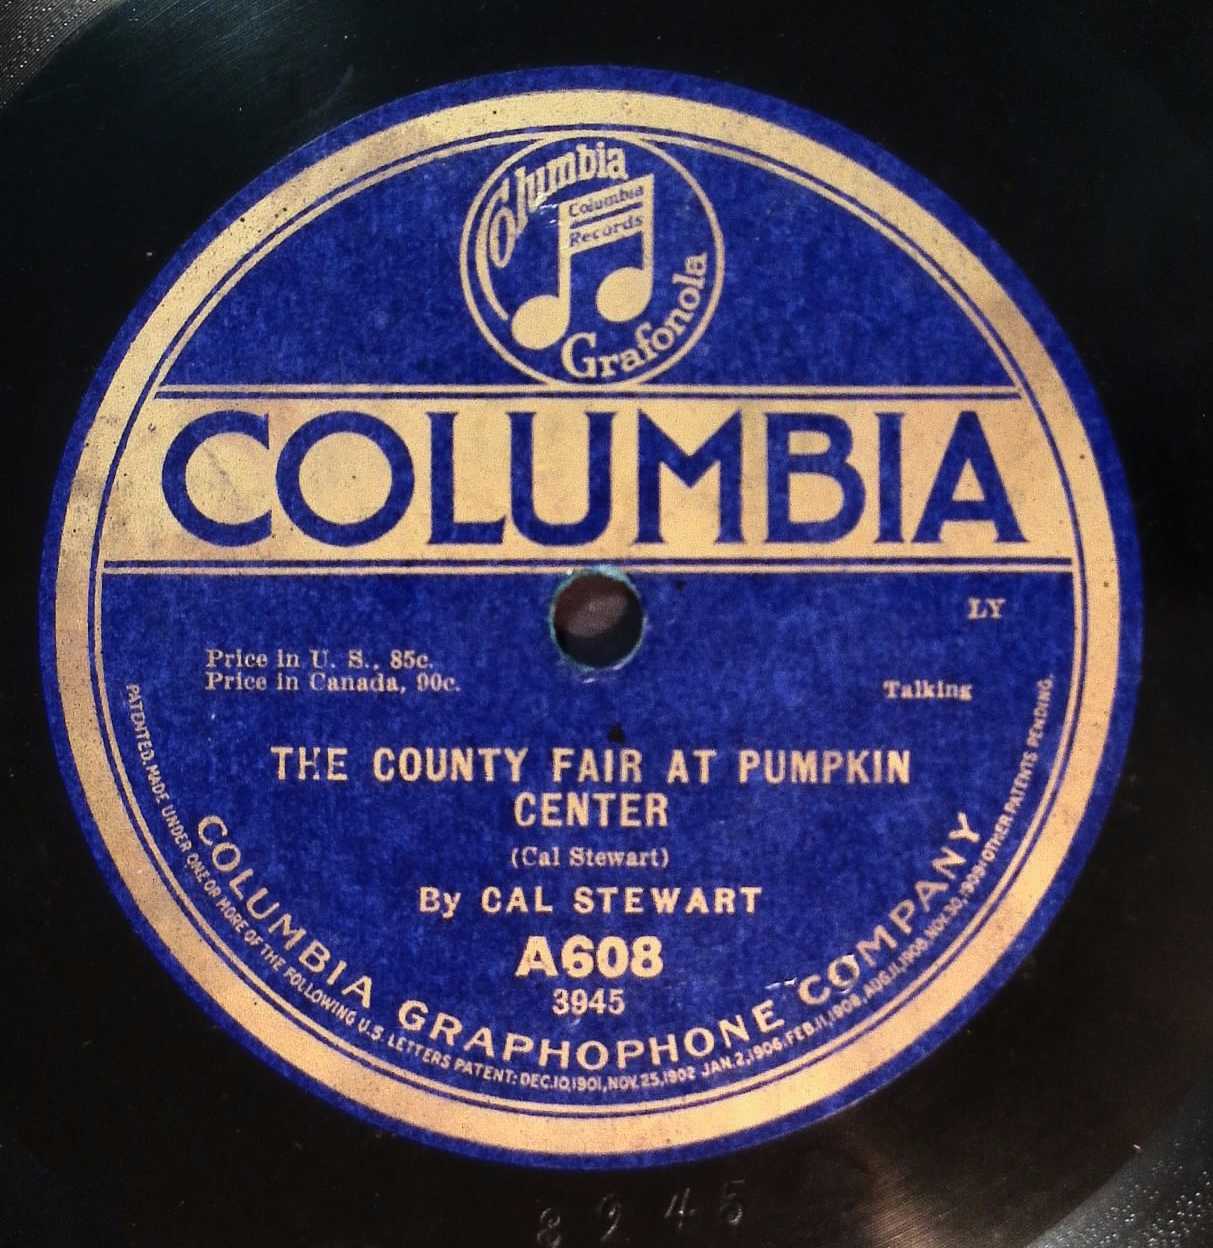 Columbia
Columbia
Records
Grafonola
COLUMBIA
LY
Price in U. S., 85c.
Price in Canada, 90c.
Talking
THE COUNTY FAIR AT PUMPKIN
CENTER
(Cal Stewart)
By CAL STEWART
A608
3945
COLUMBIA GRAPHOPHONE COMPANY
PATENTED. MADE UNDER ONE OR MORE OF THE FOLLOWING U.S. LETTERS PATENT: DEC.10,1901, NOV.25,1902 JAN.2,1906. FEB.11,1908, AUG.11,1908, NOV.30,1909. OTHER PATENTS PENDING.
3945